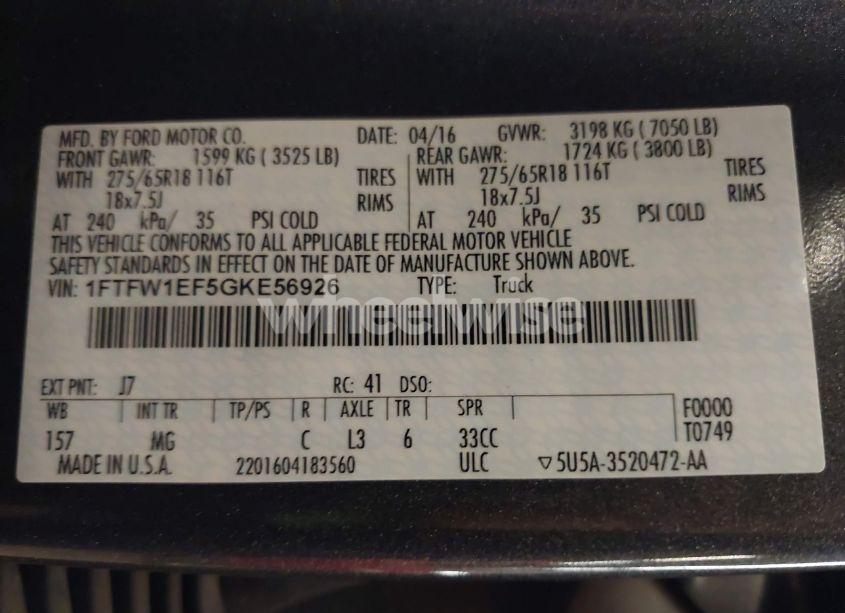 MFD. BY FORD MOTOR CO. DATE: 04/16 GVWR: 3198 KG ( 7050 LB)
FRONT GAWR: 1599 KG ( 3525 LB) REAR GAWR: 1724 KG ( 3800 LB)
WITH 275/65R18 116T TIRES WITH 275/65R18 116T TIRES
18x7.5J RIMS 18x7.5J RIMS
AT 240 kPa/ 35 PSI COLD AT 240 kPa/ 35 PSI COLD
THIS VEHICLE CONFORMS TO ALL APPLICABLE FEDERAL MOTOR VEHICLE
SAFETY STANDARDS IN EFFECT ON THE DATE OF MANUFACTURE SHOWN ABOVE.
VIN: 1FTFW1EF5GKE56926 TYPE: Truck
wheelwise
EXT PNT: J7 RC: 41 DSO:
WB INT TR TP/PS R AXLE TR SPR F0000
157 MG C L3 6 33CC T0749
MADE IN U.S.A. 2201604183560 ULC ▽5U5A-3520472-AA